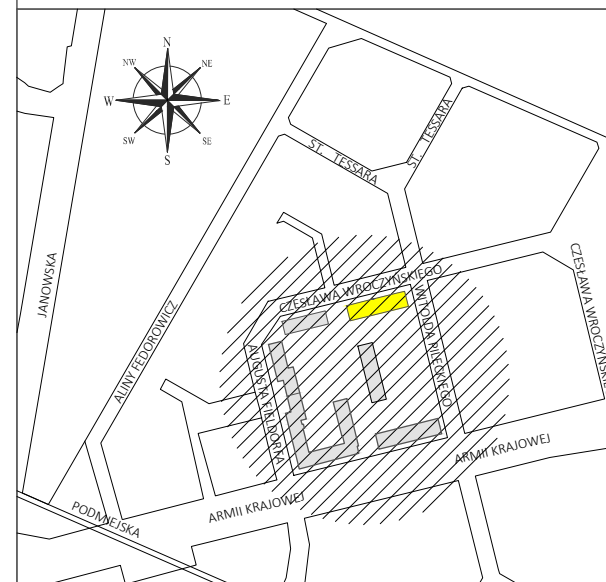 N
NW
NE
W
E
SW
SE
S
ST. TESSARA
ST. TESSARA
JANOWSKA
ALINY FEDOROWICZ
CZESŁAWA WROCZYŃSKIEGO
CZESŁAWA WROCZYŃSKIE
WITOLDA PILECKIEGO
AUGUSTA FIELDORFA
ARMII KRAJOWEJ
ARMII KRAJOWEJ
PODMIEJSKA